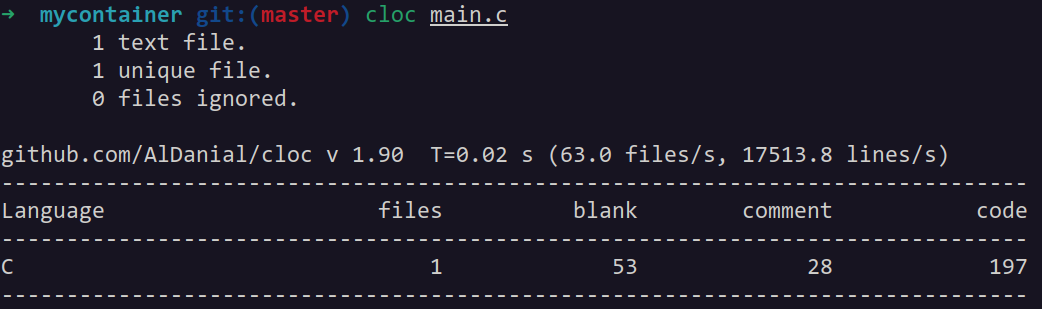 → mycontainer git:(master) cloc main.c
1 text file.
1 unique file.
0 files ignored.
github.com/AlDanial/cloc v 1.90  T=0.02 s (63.0 files/s, 17513.8 lines/s)
-------------------------------------------------------------------------------
Language                     files          blank        comment           code
-------------------------------------------------------------------------------
C                                1             53             28            197
-------------------------------------------------------------------------------